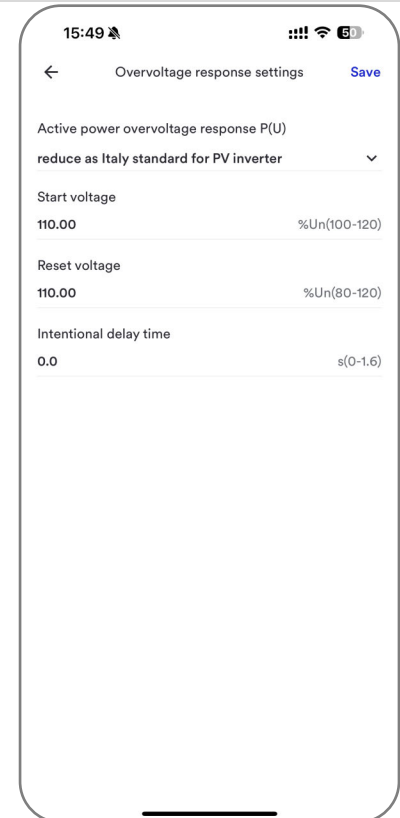 15:49
50
Overvoltage response settings
Save
Active power overvoltage response P(U)
reduce as Italy standard for PV inverter
Start voltage
110.00 %Un(100-120)
Reset voltage
110.00 %Un(80-120)
Intentional delay time
0.0 s(0-1.6)